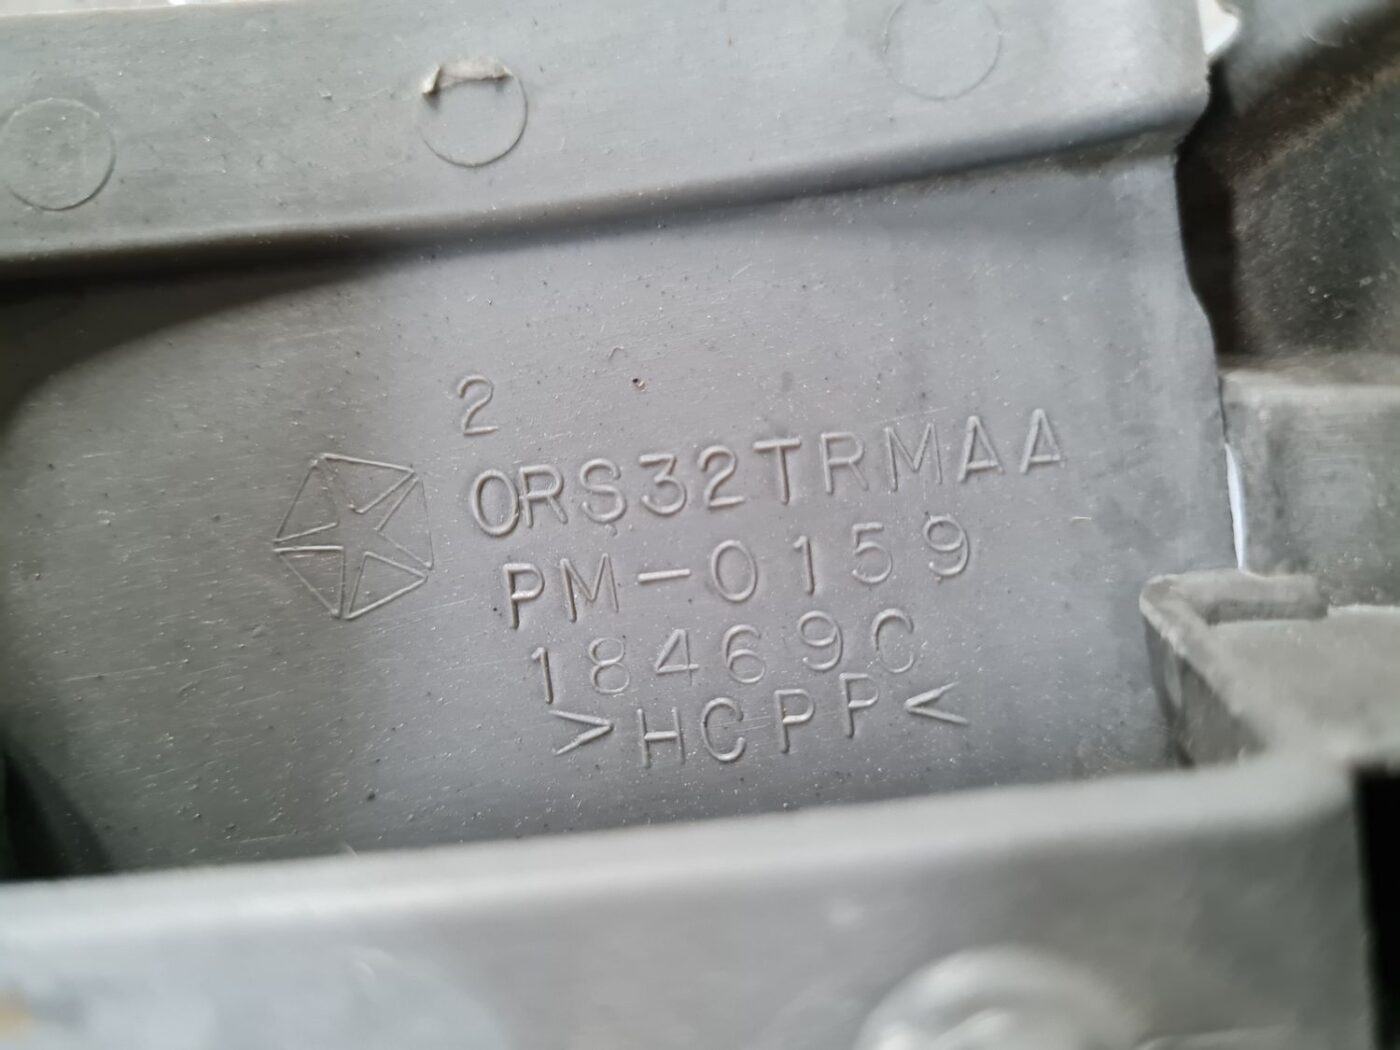 2
0RS32TRMAA
PM-0159
18469C
>HCPP<